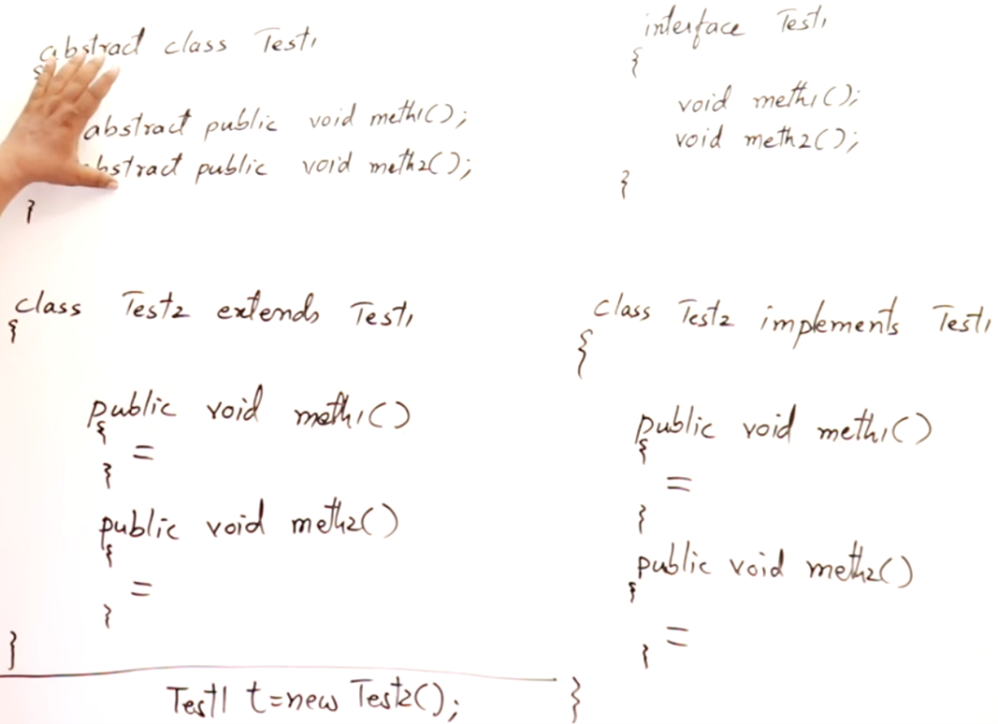 abstract class Test1
{
abstract public void meth1();
abstract public void meth2();
}
class Test2 extends Test1
{
public void meth1()
{
=
}
public void meth2()
{
=
}
}
Test1 t=new Test2();
interface Test1
{
void meth1();
void meth2();
}
class Test2 implements Test1
{
public void meth1()
{
=
}
public void meth2()
{
=
}
}